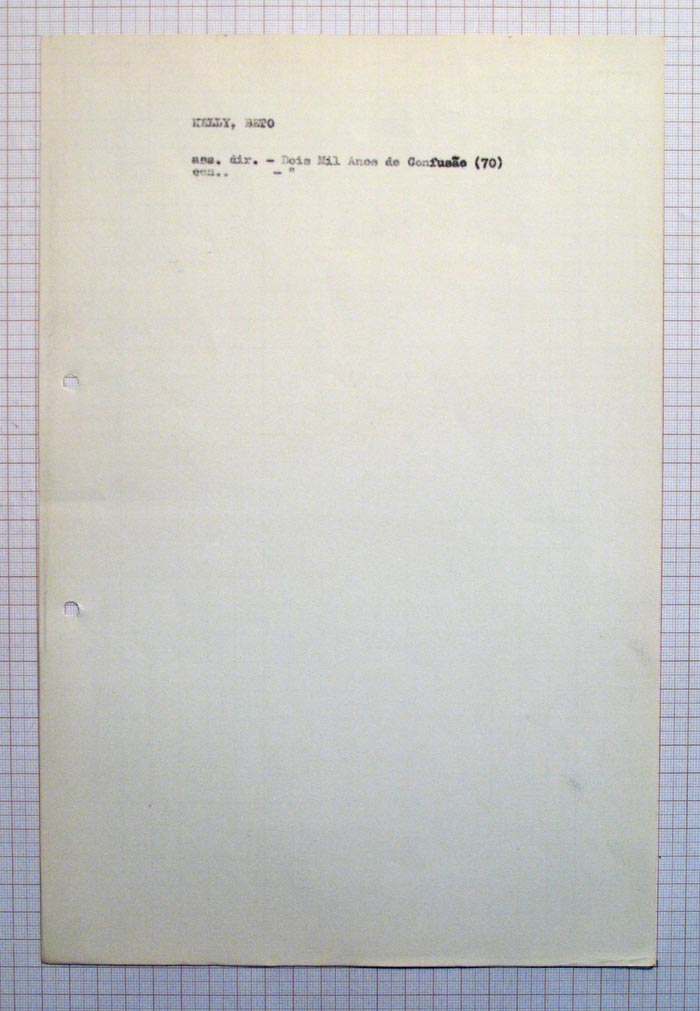 KELLY, BETO
ass. dir. - Dois Mil Anos de Confusão (70)
cen.. - "